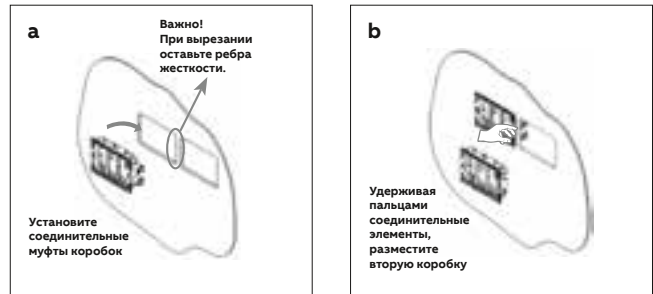 a
Важно!
При вырезании
оставьте ребра
жесткости.
Установите
соединительные
муфты коробок
b
Удерживая
пальцами
соединительные
элементы,
разместите
вторую коробку